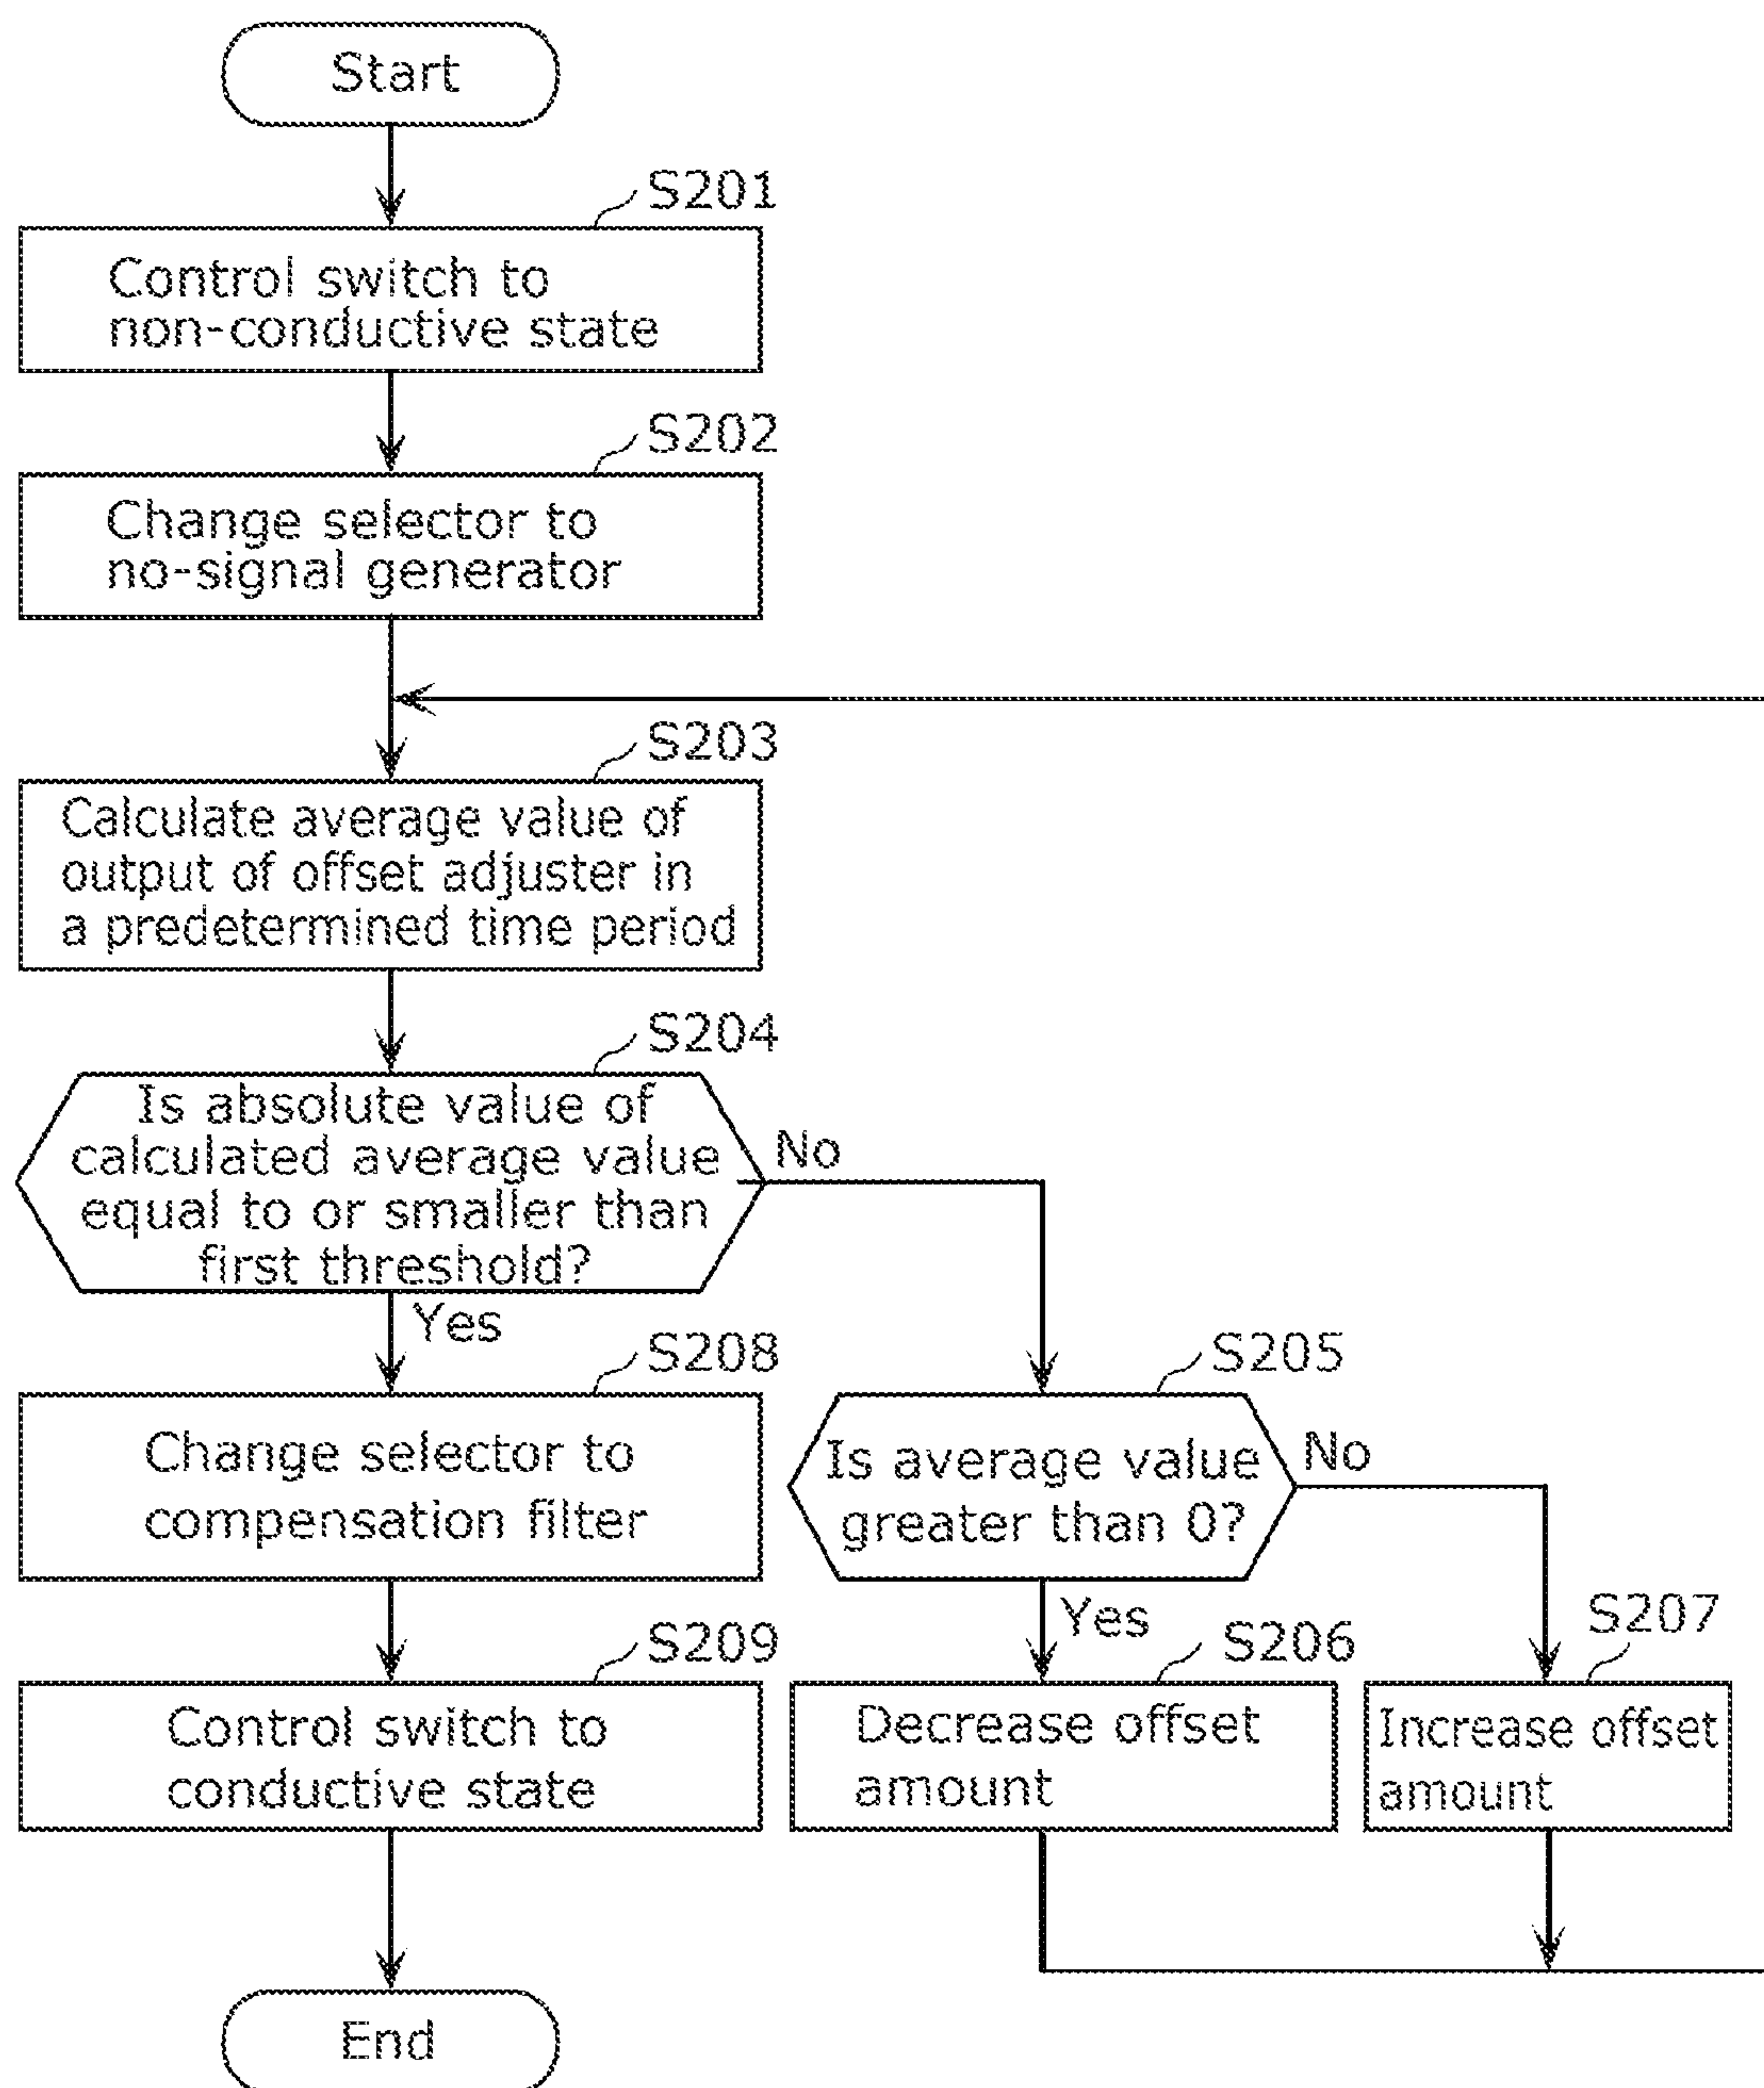 Start
S201
Control switch to
non-conductive state
S202
Change selector to
no-signal generator
S203
Calculate average value of
output of offset adjuster in
a predetermined time period
S204
Is absolute value of
calculated average value
equal to or smaller than
first threshold?
No
Yes
S208
Change selector to
compensation filter
S205
Is average value
greater than 0?
No
Yes
S209
Control switch to
conductive state
S206
Decrease offset
amount
S207
Increase offset
amount
End